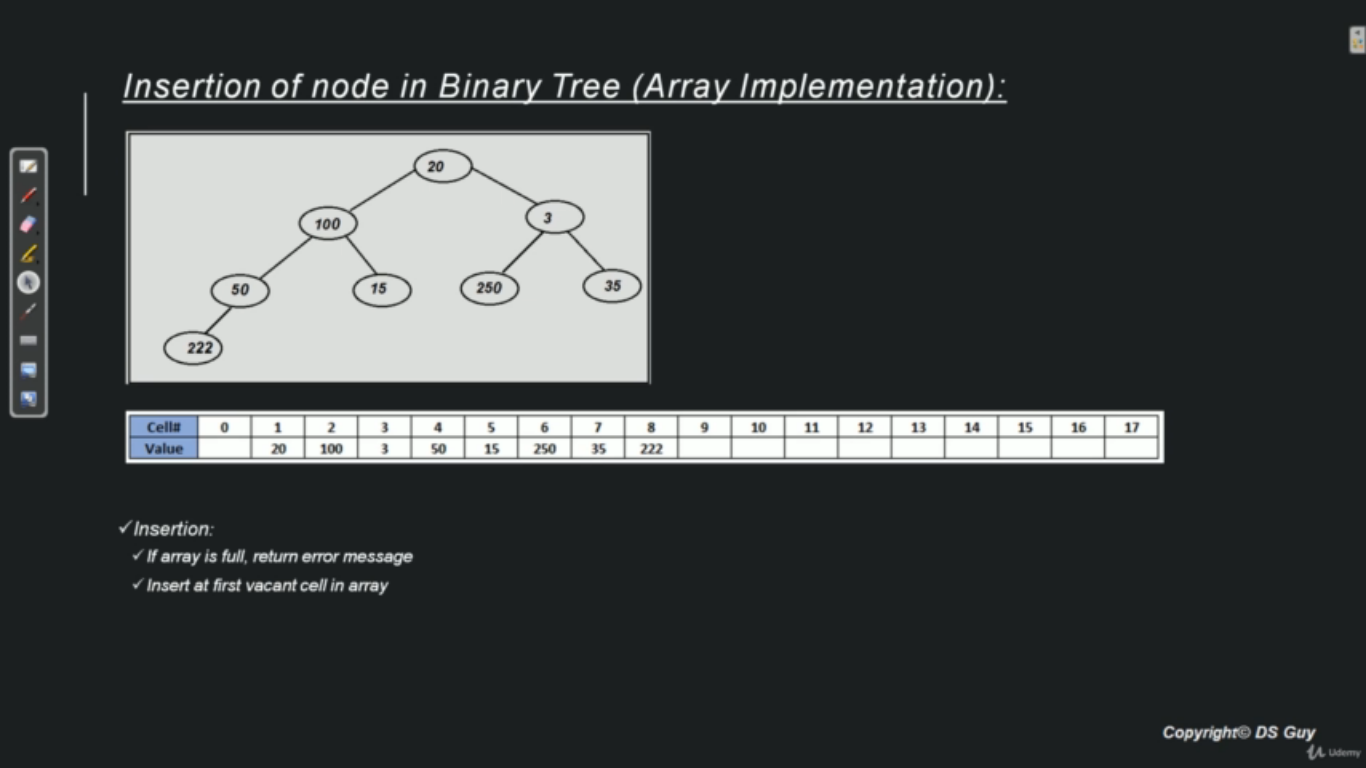 Insertion of node in Binary Tree (Array Implementation):
20
100 3
50 15 250 35
222
Cell# 0 1 2 3 4 5 6 7 8 9 10 11 12 13 14 15 16 17
Value 20 100 3 50 15 250 35 222
✓Insertion:
✓If array is full, return error message
✓Insert at first vacant cell in array
Copyright© DS Guy
Udemy